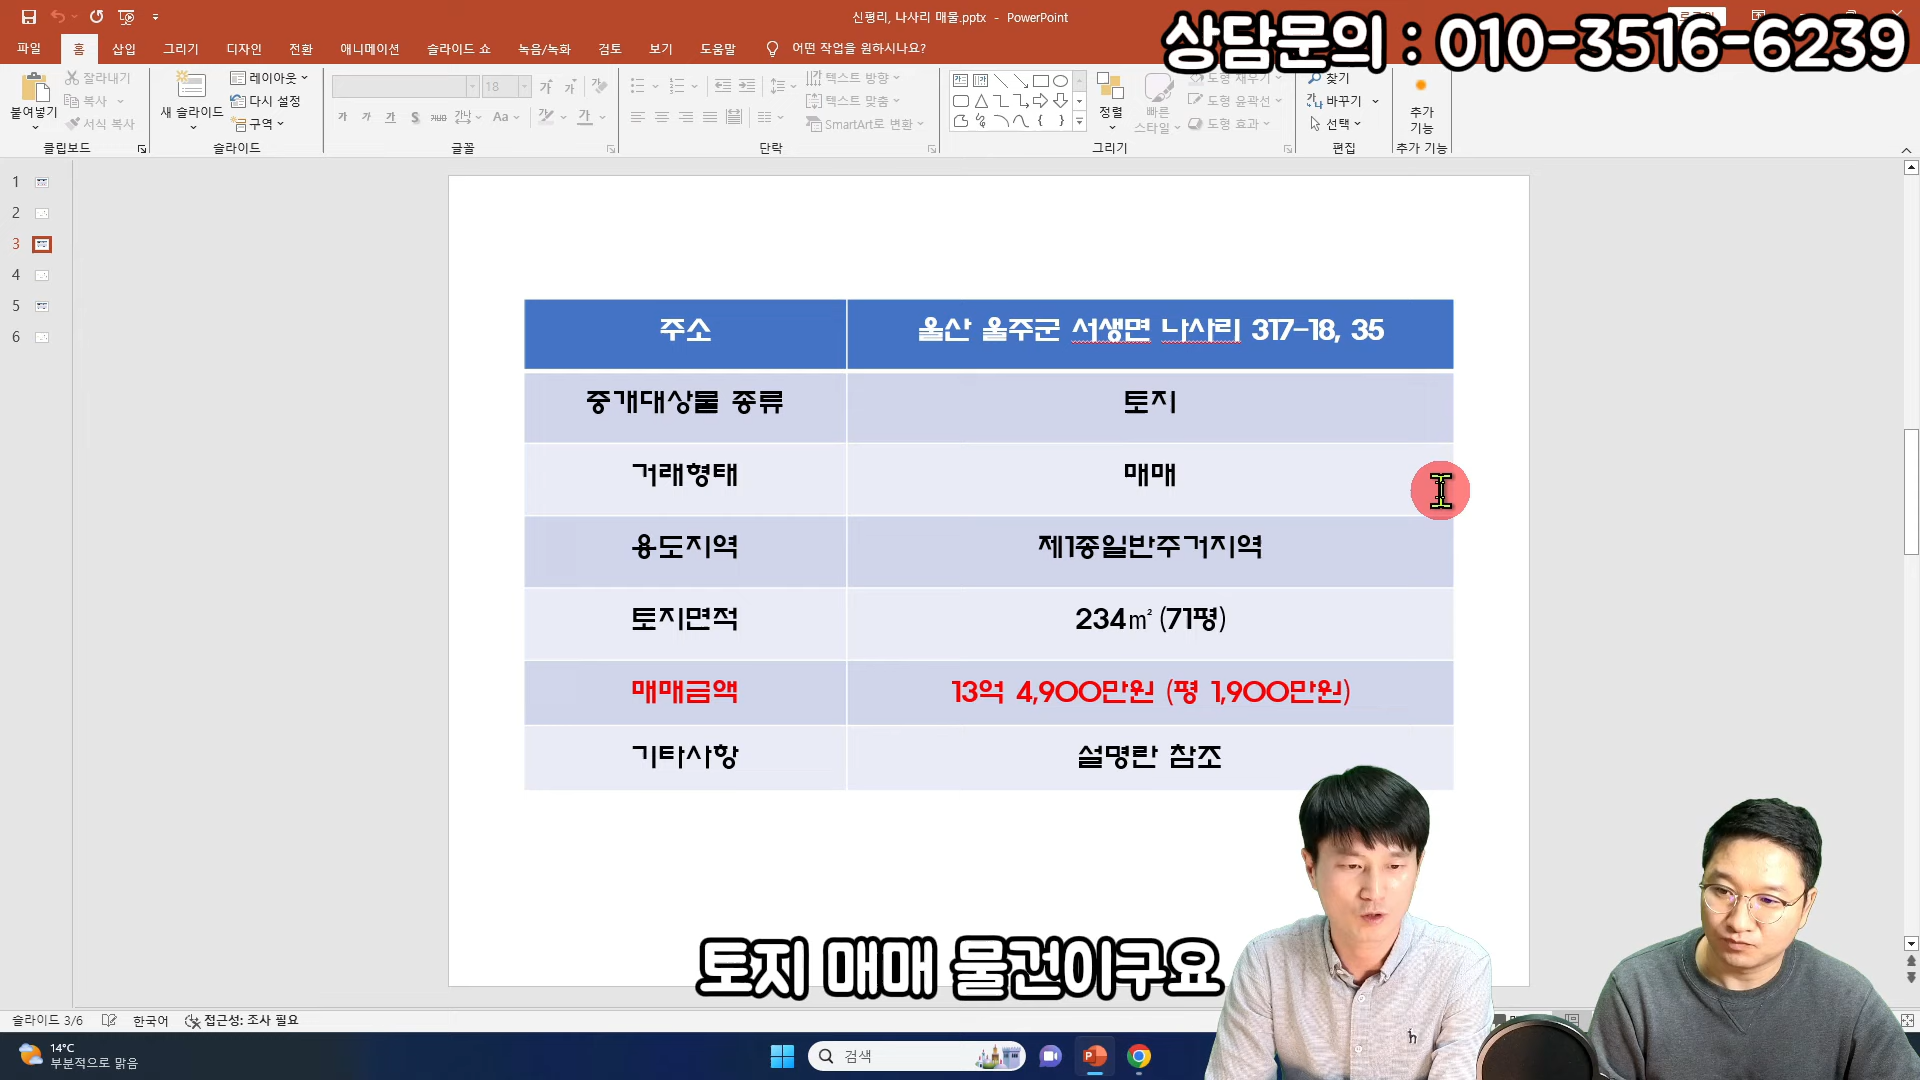 신평리, 나사리 매물.pptx - PowerPoint
상담문의 : 010-3516-6239
파일 홈 삽입 그리기 디자인 전환 애니메이션 슬라이드 쇼 녹음/녹화 검토 보기 도움말 어떤 작업을 원하시나요?
붙여넣기 잘라내기 복사 서식 복사
클립보드
새 슬라이드 레이아웃 다시 설정 구역
슬라이드
18
가 가 가 S 간격 Aa 가
글꼴
텍스트 방향 텍스트 맞춤 SmartArt로 변환
단락
정렬 빠른 스타일 도형 채우기 도형 윤곽선 도형 효과
그리기
찾기 바꾸기 선택
편집
추가 기능
추가 기능
1
2
3
4
5
6
주소 울산 울주군 서생면 나사리 317-18, 35
중개대상물 종류 토지
거래형태 매매
용도지역 제1종일반주거지역
토지면적 234㎡ (71평)
매매금액 13억 4,900만원 (평 1,900만원)
기타사항 설명란 참조
토지 매매 물건이구요
h
슬라이드 3/6 한국어 접근성: 조사 필요
14°C
부분적으로 맑음
검색